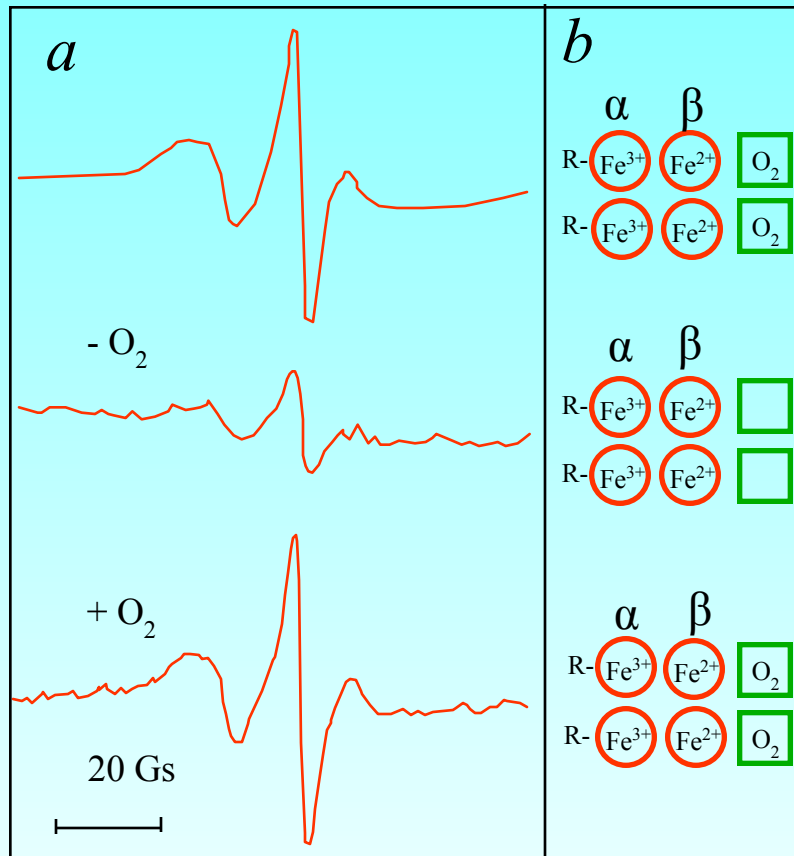 a
b
α β
R- Fe³⁺ Fe²⁺ O₂
R- Fe³⁺ Fe²⁺ O₂
- O₂
α β
R- Fe³⁺ Fe²⁺
R- Fe³⁺ Fe²⁺
+ O₂
α β
R- Fe³⁺ Fe²⁺ O₂
R- Fe³⁺ Fe²⁺ O₂
20 Gs